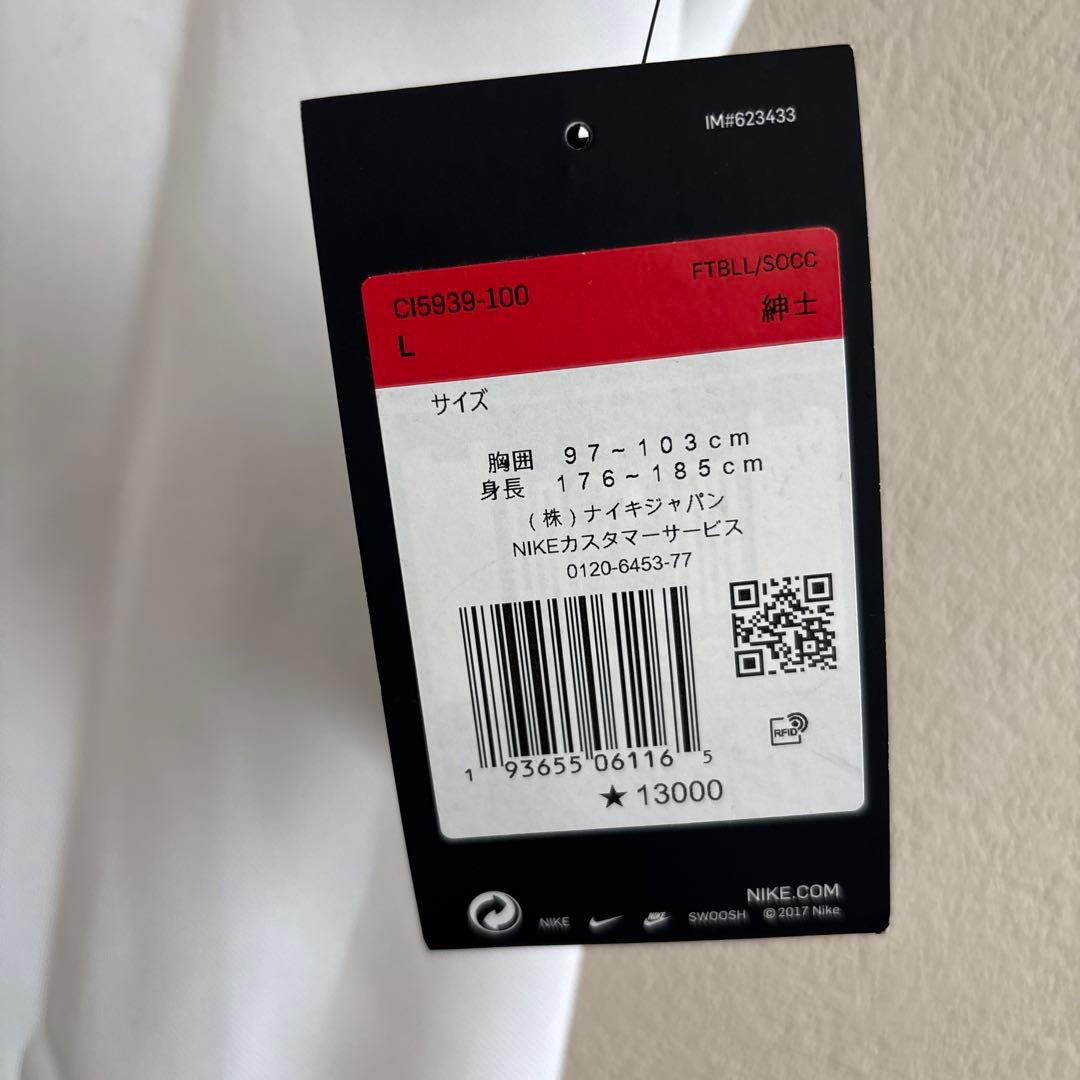 IM#623433
FTBLL/SOCC
CI5939-100
紳士
L
サイズ
胸囲 97~103cm
身長 176~185cm
(株)ナイキジャパン
NIKEカスタマーサービス
0120-6453-77
RFID
1 93655 06116 5
★13000
NIKE.COM
NIKE NIKE SWOOSH ©2017 Nike